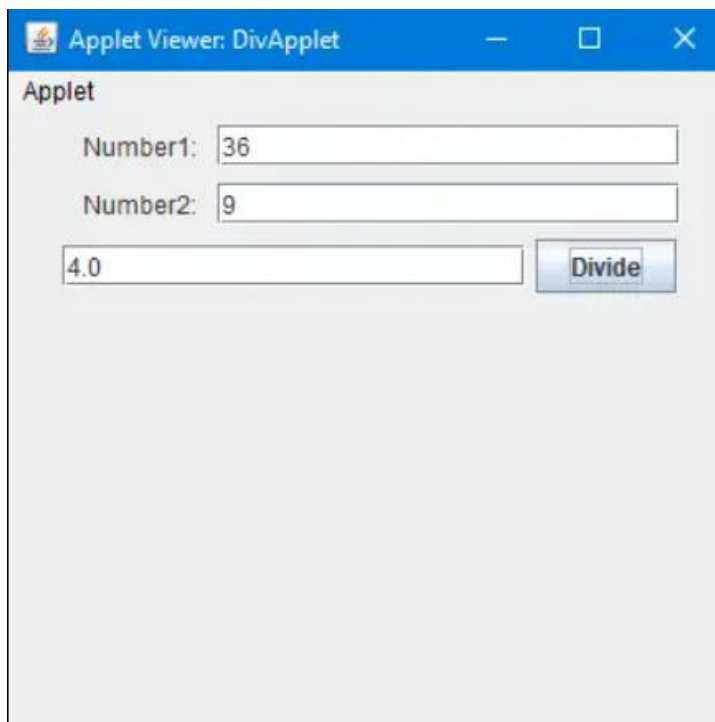 Applet Viewer: DivApplet
Applet
Number1: 36
Number2: 9
4.0 Divide